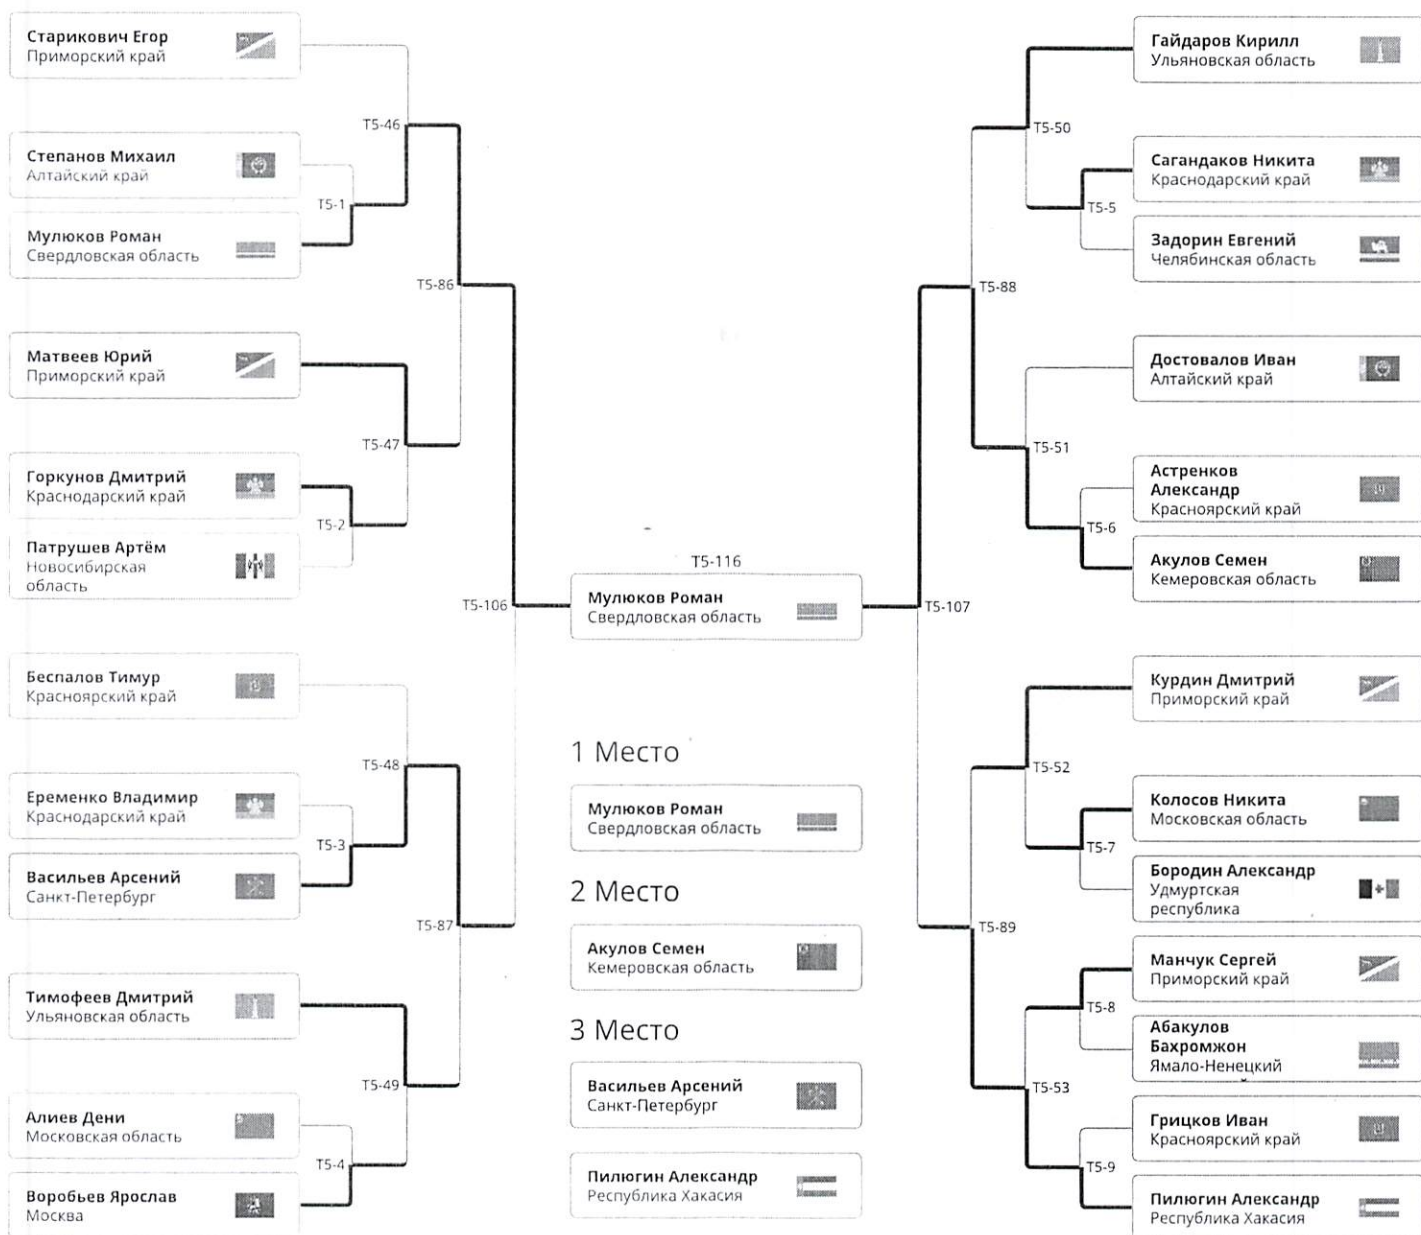 Старикович Егор
Приморский край
Т5-46
Степанов Михаил
Алтайский край
Т5-1
Мулюков Роман
Свердловская область
Т5-86
Матвеев Юрий
Приморский край
Т5-47
Горкунов Дмитрий
Краснодарский край
Т5-2
Патрушев Артём
Новосибирская
область
Т5-106
Беспалов Тимур
Красноярский край
Т5-48
Еременко Владимир
Краснодарский край
Т5-3
Васильев Арсений
Санкт-Петербург
Т5-87
Тимофеев Дмитрий
Ульяновская область
Т5-49
Алиев Дени
Московская область
Т5-4
Воробьев Ярослав
Москва
Т5-116
Мулюков Роман
Свердловская область
1 Место
Мулюков Роман
Свердловская область
2 Место
Акулов Семен
Кемеровская область
3 Место
Васильев Арсений
Санкт-Петербург
Пилюгин Александр
Республика Хакасия
Гайдаров Кирилл
Ульяновская область
Т5-50
Сагандаков Никита
Краснодарский край
Т5-5
Задорин Евгений
Челябинская область
Т5-88
Достовалов Иван
Алтайский край
Т5-51
Астренков
Александр
Красноярский край
Т5-6
Акулов Семен
Кемеровская область
Т5-107
Курдин Дмитрий
Приморский край
Т5-52
Колосов Никита
Московская область
Т5-7
Бородин Александр
Удмуртская
республика
Т5-89
Манчук Сергей
Приморский край
Т5-8
Абакулов
Бахромжон
Ямало-Ненецкий
Т5-53
Грицков Иван
Красноярский край
Т5-9
Пилюгин Александр
Республика Хакасия